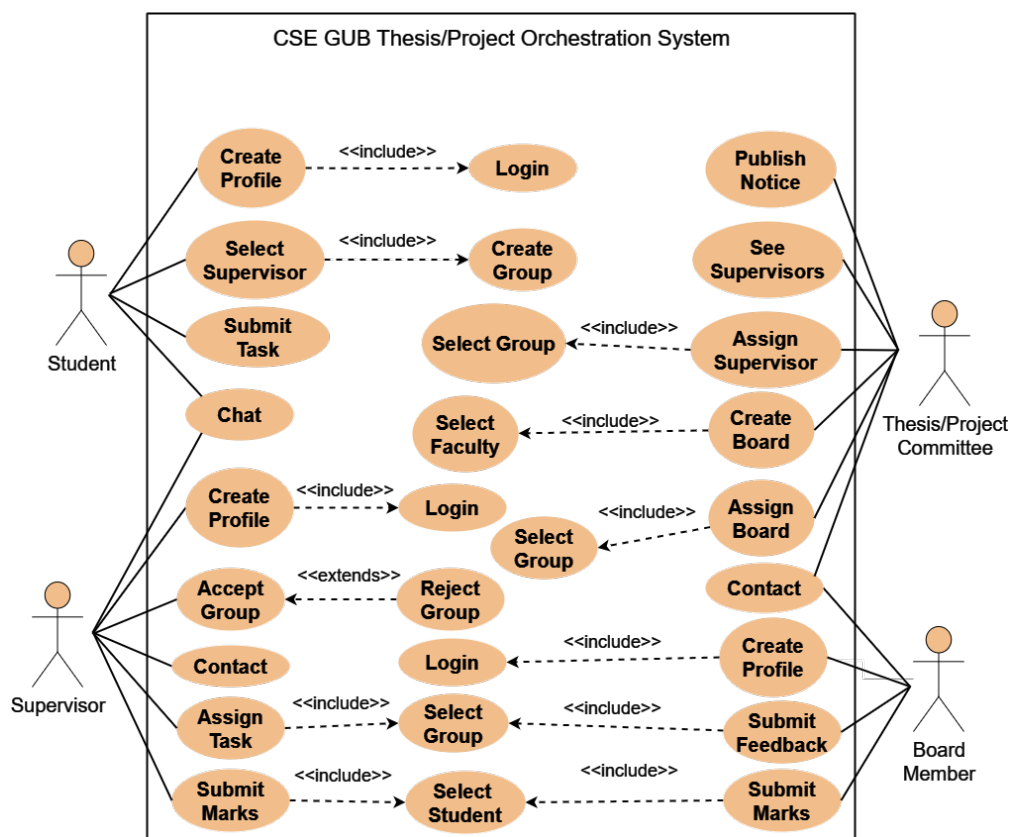 CSE GUB Thesis/Project Orchestration System
Create
Profile
<<include>>
Login
Publish
Notice
Select
Supervisor
<<include>>
Create
Group
See
Supervisors
Submit
Task
Select Group
<<include>>
Assign
Supervisor
Student
Chat
Select
Faculty
<<include>>
Create
Board
Thesis/Project
Committee
Create
Profile
<<include>>
Login
Select
Group
<<include>>
Assign
Board
Accept
Group
<<extends>>
Reject
Group
Contact
Supervisor
Contact
Login
<<include>>
Create
Profile
Assign
Task
<<include>>
Select
Group
<<include>>
Submit
Feedback
Board
Member
Submit
Marks
<<include>>
Select
Student
<<include>>
Submit
Marks